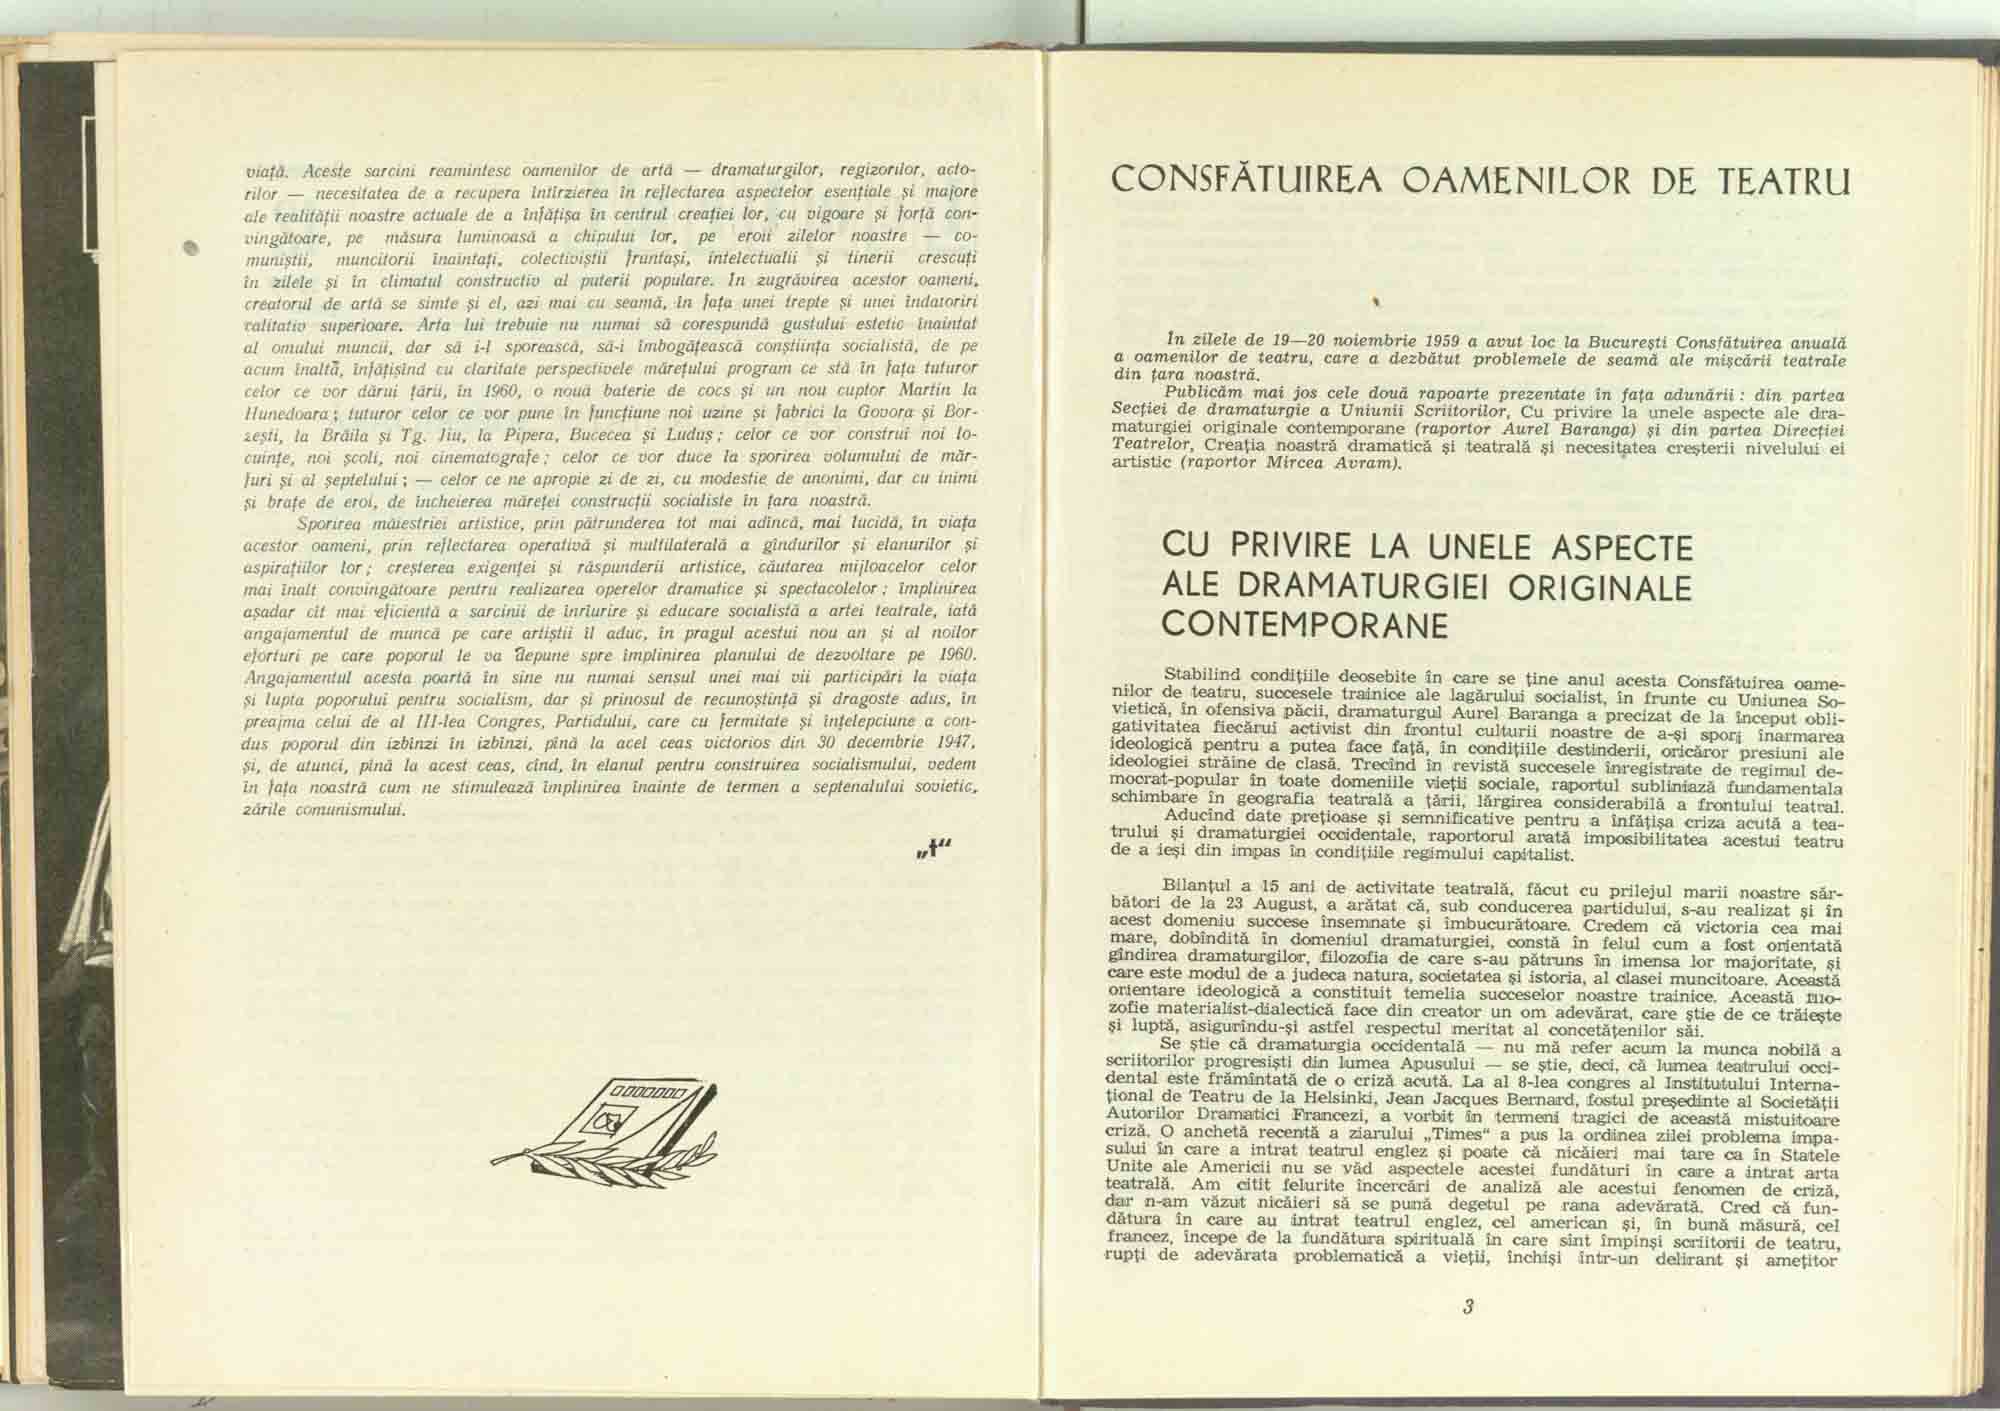 viață. Aceste sarcini reamintesc oamenilor de artă — dramaturgilor, regizorilor, acto-
rilor — necesitatea de a recupera întîrzierea în reflectarea aspectelor esențiale și majore
ale realității noastre actuale de a înfățișa în centrul creației lor, cu vigoare și forță con-
vingătoare, pe măsura luminoasă a chipului lor, pe eroii zilelor noastre — co-
muniștii, muncitorii înaintați, colectiviștii fruntași, intelectualii și tinerii crescuți
în zilele și în climatul constructiv al puterii populare. In zugrăvirea acestor oameni,
creatorul de artă se simte și el, azi mai cu seamă, în fața unei trepte și unei îndatoriri
calitativ superioare. Arta lui trebuie nu numai să corespundă gustului estetic înaintat
al omului muncii, dar să i-l sporească, să-i îmbogățească conștiința socialistă, de pe
acum înaltă, înfățișînd cu claritate perspectivele mărețului program ce stă în fața tuturor
celor ce vor dărui țării, în 1960, o nouă baterie de cocs și un nou cuptor Martin la
Hunedoara; tuturor celor ce vor pune în funcțiune noi uzine și fabrici la Govora și Bor-
zești, la Brăila și Tg. Jiu, la Pipera, Bucecea și Luduș; celor ce vor construi noi lo-
cuințe, noi școli, noi cinematografe; celor ce vor duce la sporirea volumului de măr-
furi și al șeptelului; — celor ce ne apropie zi de zi, cu modestie de anonimi, dar cu inimi
și brațe de eroi, de încheierea măreței construcții socialiste în țara noastră.
Sporirea măiestriei artistice, prin pătrunderea tot mai adîncă, mai lucidă, în viața
acestor oameni, prin reflectarea operativă și multilaterală a gîndurilor și elanurilor și
aspirațiilor lor; creșterea exigenței și răspunderii artistice, căutarea mijloacelor celor
mai înalt convingătoare pentru realizarea operelor dramatice și spectacolelor; împlinirea
așadar cît mai eficientă a sarcinii de înrîurire și educare socialistă a artei teatrale, iată
angajamentul de muncă pe care artiștii îl aduc, în pragul acestui nou an și al noilor
eforturi pe care poporul le va depune spre împlinirea planului de dezvoltare pe 1960.
Angajamentul acesta poartă în sine nu numai sensul unei mai vii participări la viața
și lupta poporului pentru socialism, dar și prinosul de recunoștință și dragoste adus, în
preajma celui de al III-lea Congres, Partidului, care cu fermitate și înțelepciune a con-
dus poporul din izbînzi în izbînzi, pînă la acel ceas victorios din 30 decembrie 1947,
și, de atunci, pînă la acest ceas, cînd, în elanul pentru construirea socialismului, vedem
în fața noastră cum ne stimulează împlinirea înainte de termen a septenalului sovietic,
zările comunismului.
„t“
CONSFĂTUIREA OAMENILOR DE TEATRU
În zilele de 19—20 noiembrie 1959 a avut loc la București Consfătuirea anuală
a oamenilor de teatru, care a dezbătut problemele de seamă ale mișcării teatrale
din țara noastră.
Publicăm mai jos cele două rapoarte prezentate în fața adunării: din partea
Secției de dramaturgie a Uniunii Scriitorilor, Cu privire la unele aspecte ale dra-
maturgiei originale contemporane (raportor Aurel Baranga) și din partea Direcției
Teatrelor, Creația noastră dramatică și teatrală și necesitatea creșterii nivelului ei
artistic (raportor Mircea Avram).
CU PRIVIRE LA UNELE ASPECTE
ALE DRAMATURGIEI ORIGINALE
CONTEMPORANE
Stabilind condițiile deosebite în care se ține anul acesta Consfătuirea oame-
nilor de teatru, succesele trainice ale lagărului socialist, în frunte cu Uniunea So-
vietică, în ofensiva păcii, dramaturgul Aurel Baranga a precizat de la început obli-
gativitatea fiecărui activist din frontul culturii noastre de a-și spori înarmarea
ideologică pentru a putea face față, în condițiile destinderii, oricăror presiuni ale
ideologiei străine de clasă. Trecînd în revistă succesele înregistrate de regimul de-
mocrat-popular în toate domeniile vieții sociale, raportul subliniază fundamentala
schimbare în geografia teatrală a țării, lărgirea considerabilă a frontului teatral.
Aducînd date prețioase și semnificative pentru a înfățișa criza acută a tea-
trului și dramaturgiei occidentale, raportorul arată imposibilitatea acestui teatru
de a ieși din impas în condițiile regimului capitalist.
Bilanțul a 15 ani de activitate teatrală, făcut cu prilejul marii noastre săr-
bători de la 23 August, a arătat că, sub conducerea partidului, s-au realizat și în
acest domeniu succese însemnate și îmbucurătoare. Credem că victoria cea mai
mare, dobîndită în domeniul dramaturgiei, constă în felul cum a fost orientată
gîndirea dramaturgilor, filozofia de care s-au pătruns în imensa lor majoritate, și
care este modul de a judeca natura, societatea și istoria, al clasei muncitoare. Această
orientare ideologică a constituit temelia succeselor noastre trainice. Această filo-
zofie materialist-dialectică face din creator un om adevărat, care știe de ce trăiește
și luptă, asigurîndu-și astfel respectul meritat al concetățenilor săi.
Se știe că dramaturgia occidentală — nu mă refer acum la munca nobilă a
scriitorilor progresiști din lumea Apusului — se știe, deci, că lumea teatrului occi-
dental este frămîntată de o criză acută. La al 8-lea congres al Institutului Interna-
țional de Teatru de la Helsinki, Jean Jacques Bernard, fostul președinte al Societății
Autorilor Dramatici Francezi, a vorbit în termeni tragici de această mistuitoare
criză. O anchetă recentă a ziarului „Times“ a pus la ordinea zilei problema impa-
sului în care a intrat teatrul englez și poate că nicăieri mai tare ca în Statele
Unite ale Americii nu se văd aspectele acestei fundături în care a intrat arta
teatrală. Am citit felurite încercări de analiză ale acestui fenomen de criză,
dar n-am văzut nicăieri să se pună degetul pe rana adevărată. Cred că fun-
dătura în care au intrat teatrul englez, cel american și, în bună măsură, cel
francez, începe de la fundătura spirituală în care sînt împinși scriitorii de teatru,
rupți de adevărata problematică a vieții, închiși într-un delirant și amețitor
3